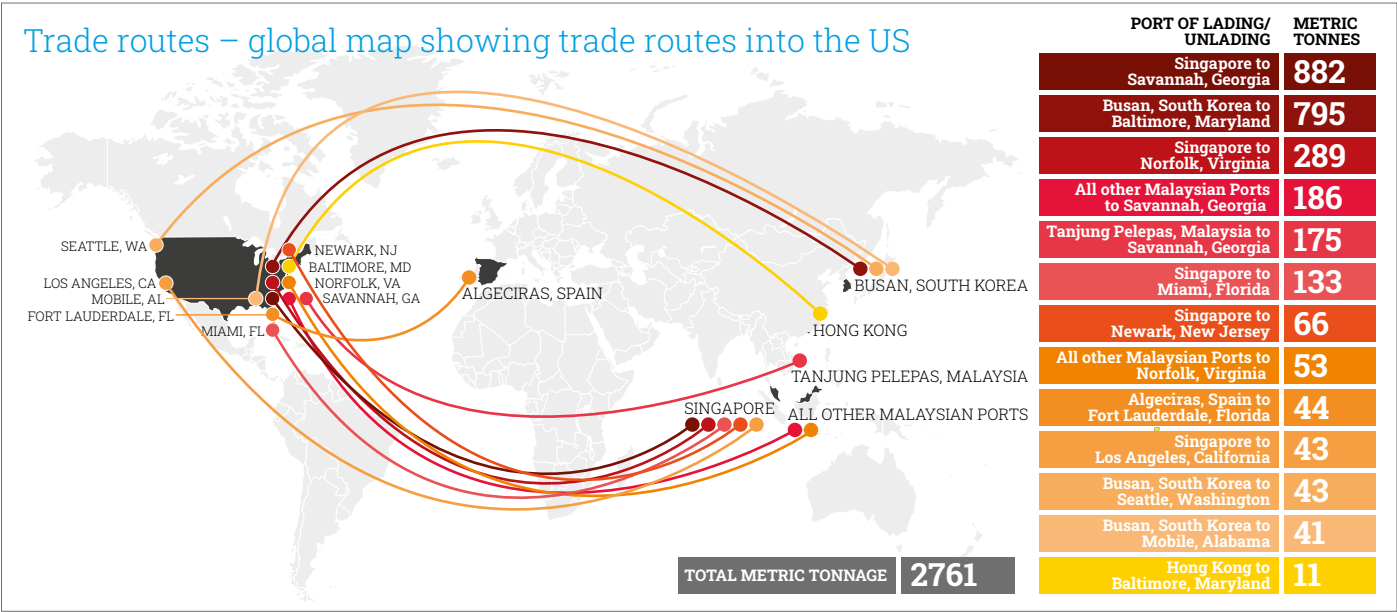 Trade routes – global map showing trade routes into the US
PORT OF LADING/
UNLADING
METRIC
TONNES
Singapore to
Savannah, Georgia
882
Busan, South Korea to
Baltimore, Maryland
795
Singapore to
Norfolk, Virginia
289
All other Malaysian Ports
to Savannah, Georgia
186
Tanjung Pelepas, Malaysia to
Savannah, Georgia
175
Singapore to
Miami, Florida
133
Singapore to
Newark, New Jersey
66
All other Malaysian Ports to
Norfolk, Virginia
53
Algeciras, Spain to
Fort Lauderdale, Florida
44
Singapore to
Los Angeles, California
43
Busan, South Korea to
Seattle, Washington
43
Busan, South Korea to
Mobile, Alabama
41
Hong Kong to
Baltimore, Maryland
11
SEATTLE, WA
LOS ANGELES, CA
MOBILE, AL
FORT LAUDERDALE, FL
MIAMI, FL
NEWARK, NJ
BALTIMORE, MD
NORFOLK, VA
SAVANNAH, GA
ALGECIRAS, SPAIN
BUSAN, SOUTH KOREA
HONG KONG
TANJUNG PELEPAS, MALAYSIA
SINGAPORE
ALL OTHER MALAYSIAN PORTS
TOTAL METRIC TONNAGE
2761